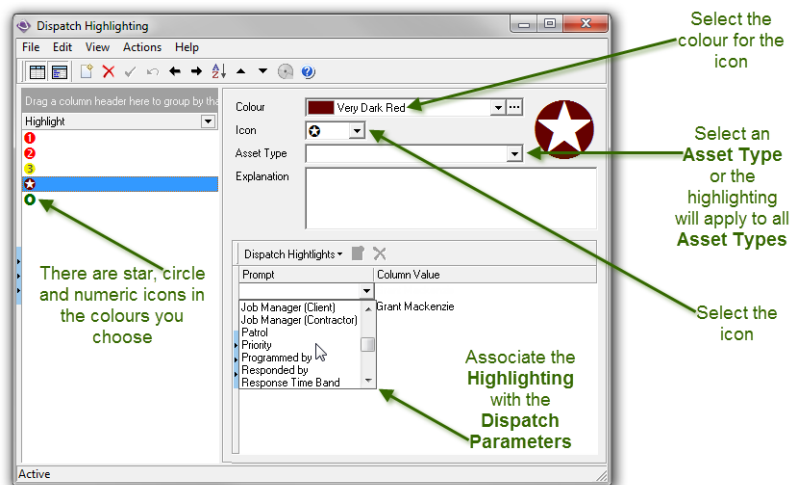 Dispatch Highlighting
File Edit View Actions Help
Drag a column header here to group by tha
Highlight
1
2
3
Colour
Very Dark Red
Icon
Asset Type
Explanation
Dispatch Hightlights
Prompt
Column Value
Grant Mackenzie
Job Manager (Client)
Job Manager (Contractor)
Patrol
Priority
Programmed by
Responded by
Response Time Band
Active
Select the
colour for the
icon
Select an
Asset Type
or the
highlighting
will apply to all
Asset Types
Select the
icon
There are star, circle
and numeric icons in
the colours you
choose
Associate the
Highlighting
with the
Dispatch
Parameters